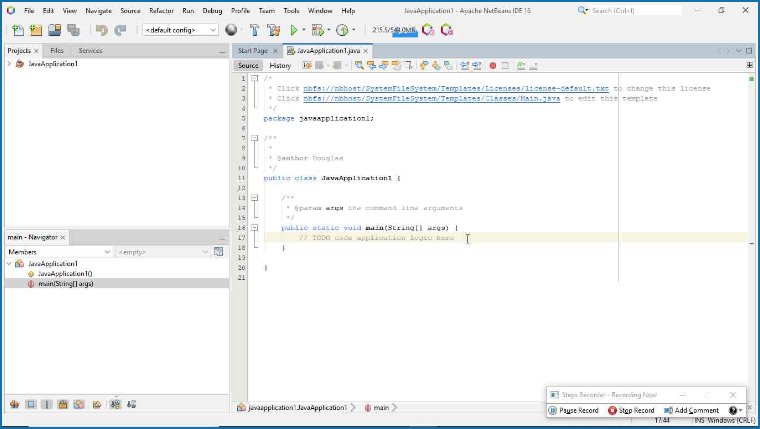 File Edit View Navigate Source Refactor Run Debug Profile Team Tools Window Help
JavaApplication1 - Apache NetBeans IDE 16
Search (Ctrl+I)
<default config>
215.5/548.0MB
Projects × Files Services
Start Page × JavaApplication1.java ×
JavaApplication1
Source History
1 /*
2 * Click nbfs://nbhost/SystemFileSystem/Templates/Licenses/license-default.txt to change this license
3 * Click nbfs://nbhost/SystemFileSystem/Templates/Classes/Main.java to edit this template
4 */
5 package javaapplication1;
6
7 /**
8 *
9 * @author Douglas
10 */
11 public class JavaApplication1 {
12
13 /**
14 * @param args the command line arguments
15 */
16 public static void main(String[] args) {
17 // TODO code application logic here
18 }
19
20 }
21
main - Navigator ×
Members <empty>
JavaApplication1
JavaApplication1()
main(String[] args)
Steps Recorder - Recording Now
Pause Record Stop Record Add Comment
javaapplication1.JavaApplication1 main
17:44 INS Windows (CRLF)